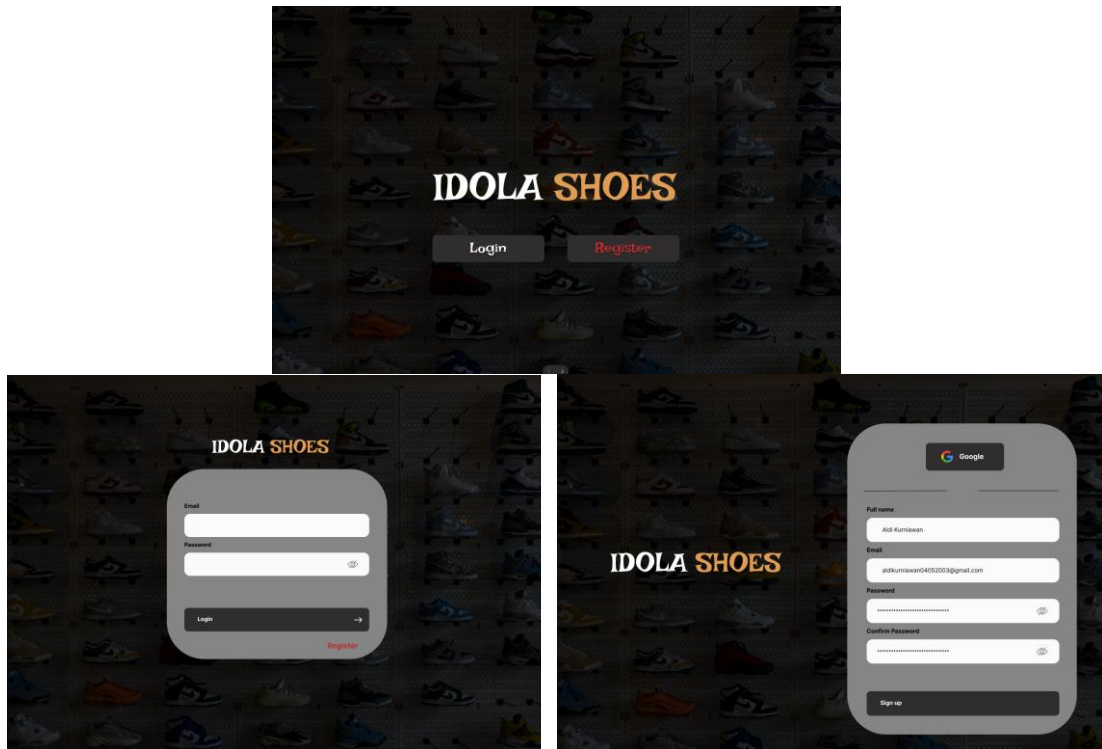 IDOLA SHOES
Login
Register
IDOLA SHOES
Email
Password
Login
Register
IDOLA SHOES
Google
Full name
Aldi Kurniawan
Email
aldikurniawan04052003@gmail.com
Password
Confirm Password
Sign up